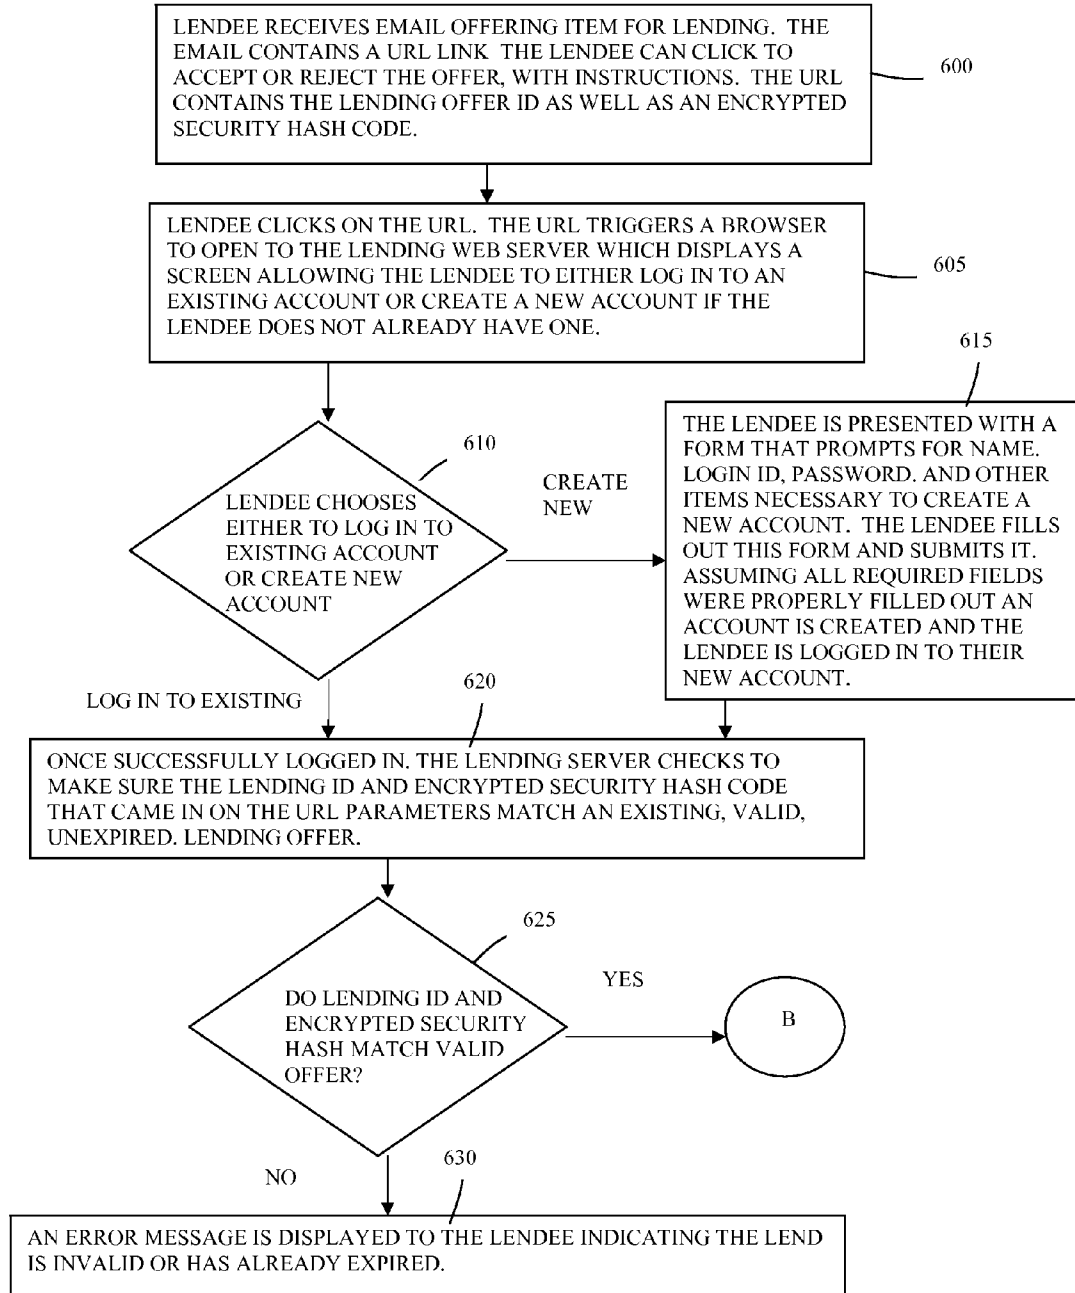 LENDEE RECEIVES EMAIL OFFERING ITEM FOR LENDING. THE
EMAIL CONTAINS A URL LINK THE LENDEE CAN CLICK TO
ACCEPT OR REJECT THE OFFER, WITH INSTRUCTIONS. THE URL
CONTAINS THE LENDING OFFER ID AS WELL AS AN ENCRYPTED
SECURITY HASH CODE.
600
LENDEE CLICKS ON THE URL. THE URL TRIGGERS A BROWSER
TO OPEN TO THE LENDING WEB SERVER WHICH DISPLAYS A
SCREEN ALLOWING THE LENDEE TO EITHER LOG IN TO AN
EXISTING ACCOUNT OR CREATE A NEW ACCOUNT IF THE
LENDEE DOES NOT ALREADY HAVE ONE.
605
610
LENDEE CHOOSES
EITHER TO LOG IN TO
EXISTING ACCOUNT
OR CREATE NEW
ACCOUNT
CREATE
NEW
615
THE LENDEE IS PRESENTED WITH A
FORM THAT PROMPTS FOR NAME.
LOGIN ID, PASSWORD. AND OTHER
ITEMS NECESSARY TO CREATE A
NEW ACCOUNT. THE LENDEE FILLS
OUT THIS FORM AND SUBMITS IT.
ASSUMING ALL REQUIRED FIELDS
WERE PROPERLY FILLED OUT AN
ACCOUNT IS CREATED AND THE
LENDEE IS LOGGED IN TO THEIR
NEW ACCOUNT.
LOG IN TO EXISTING
620
ONCE SUCCESSFULLY LOGGED IN. THE LENDING SERVER CHECKS TO
MAKE SURE THE LENDING ID AND ENCRYPTED SECURITY HASH CODE
THAT CAME IN ON THE URL PARAMETERS MATCH AN EXISTING, VALID,
UNEXPIRED. LENDING OFFER.
625
DO LENDING ID AND
ENCRYPTED SECURITY
HASH MATCH VALID
OFFER?
YES
B
NO
630
AN ERROR MESSAGE IS DISPLAYED TO THE LENDEE INDICATING THE LEND
IS INVALID OR HAS ALREADY EXPIRED.